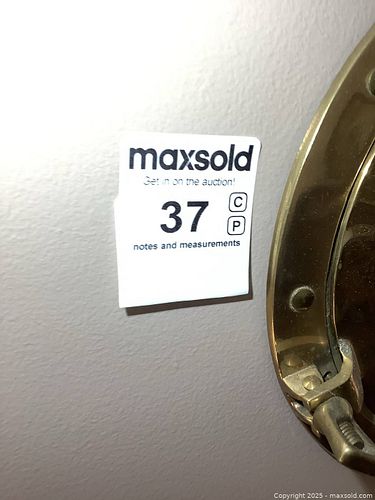 maxsold
Get in on the auction!
37
C
P
notes and measurements
Copyright 2025 - maxsold.com